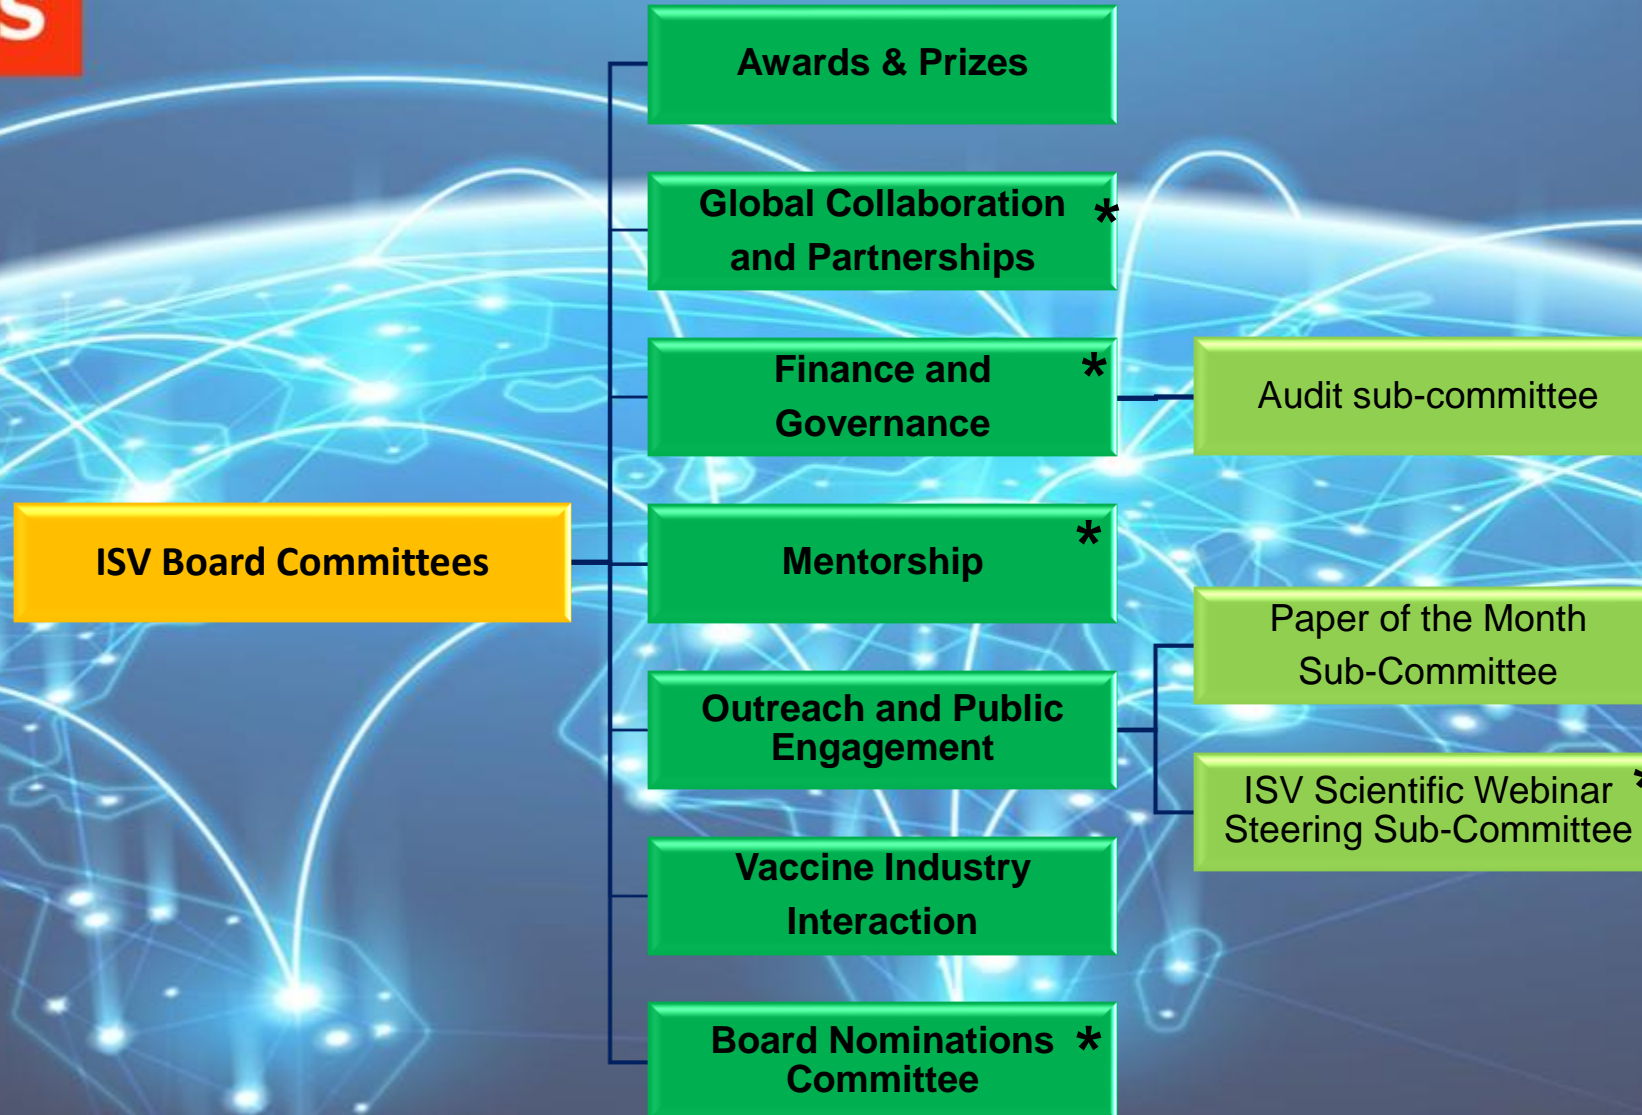 S
Awards & Prizes
Global Collaboration *
and Partnerships
Finance and *
Governance
Audit sub-committee
ISV Board Committees
Mentorship *
Paper of the Month
Sub-Committee
Outreach and Public
Engagement
ISV Scientific Webinar *
Steering Sub-Committee
Vaccine Industry
Interaction
Board Nominations *
Committee